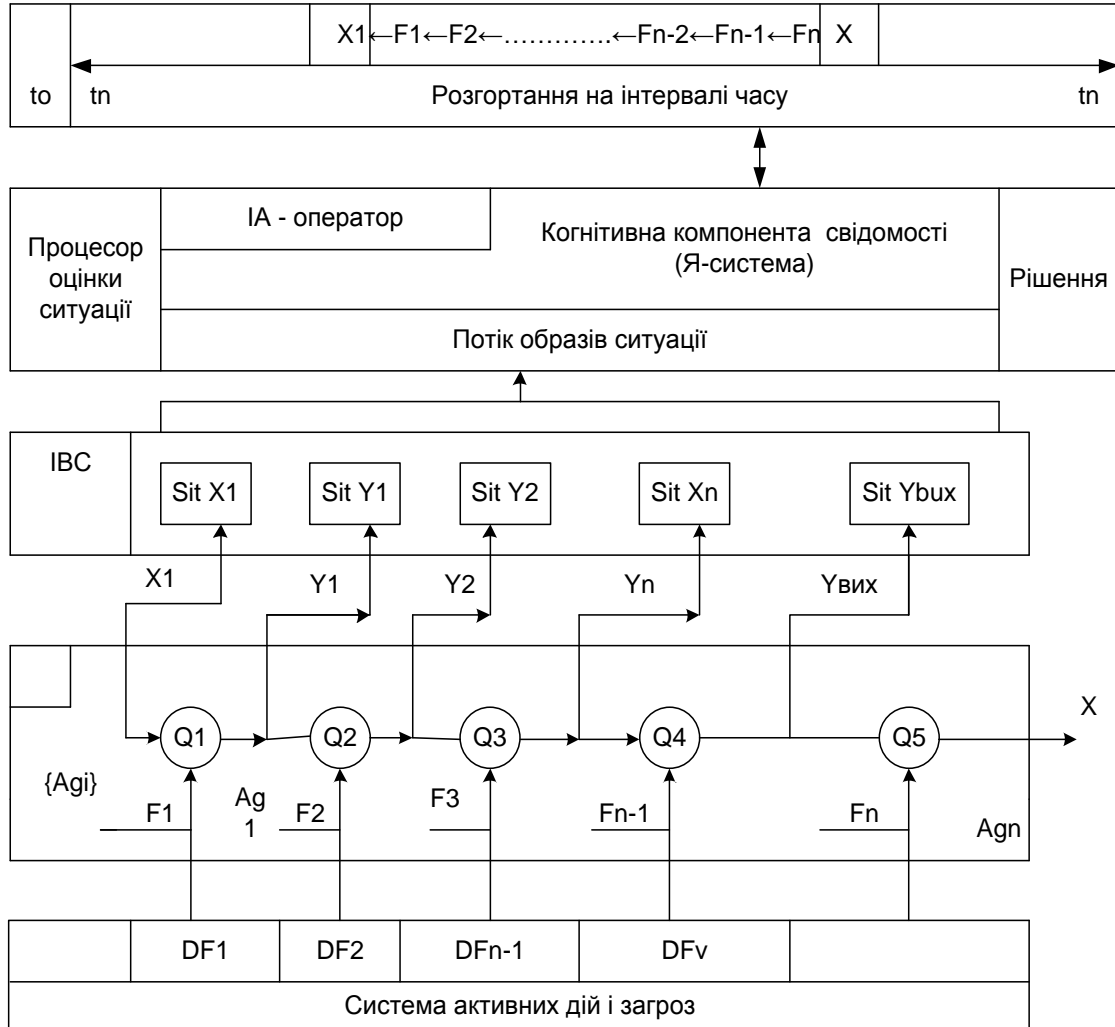 X1←F1←F2←………….←Fn-2←Fn-1←Fn X
to tn Розгортання на інтервалі часу tn
ІА - оператор
Процесор
оцінки
ситуації
Когнітивна компонента свідомості
(Я-система)
Рішення
Потік образів ситуації
ІВС
Sit X1 Sit Y1 Sit Y2 Sit Xn Sit Ybux
X1 Y1 Y2 Yn Yвих
X
Q1 Q2 Q3 Q4 Q5
{Agi}
Ag
1
F1 F2 F3 Fn-1 Fn
Agn
DF1 DF2 DFn-1 DFv
Система активних дій і загроз